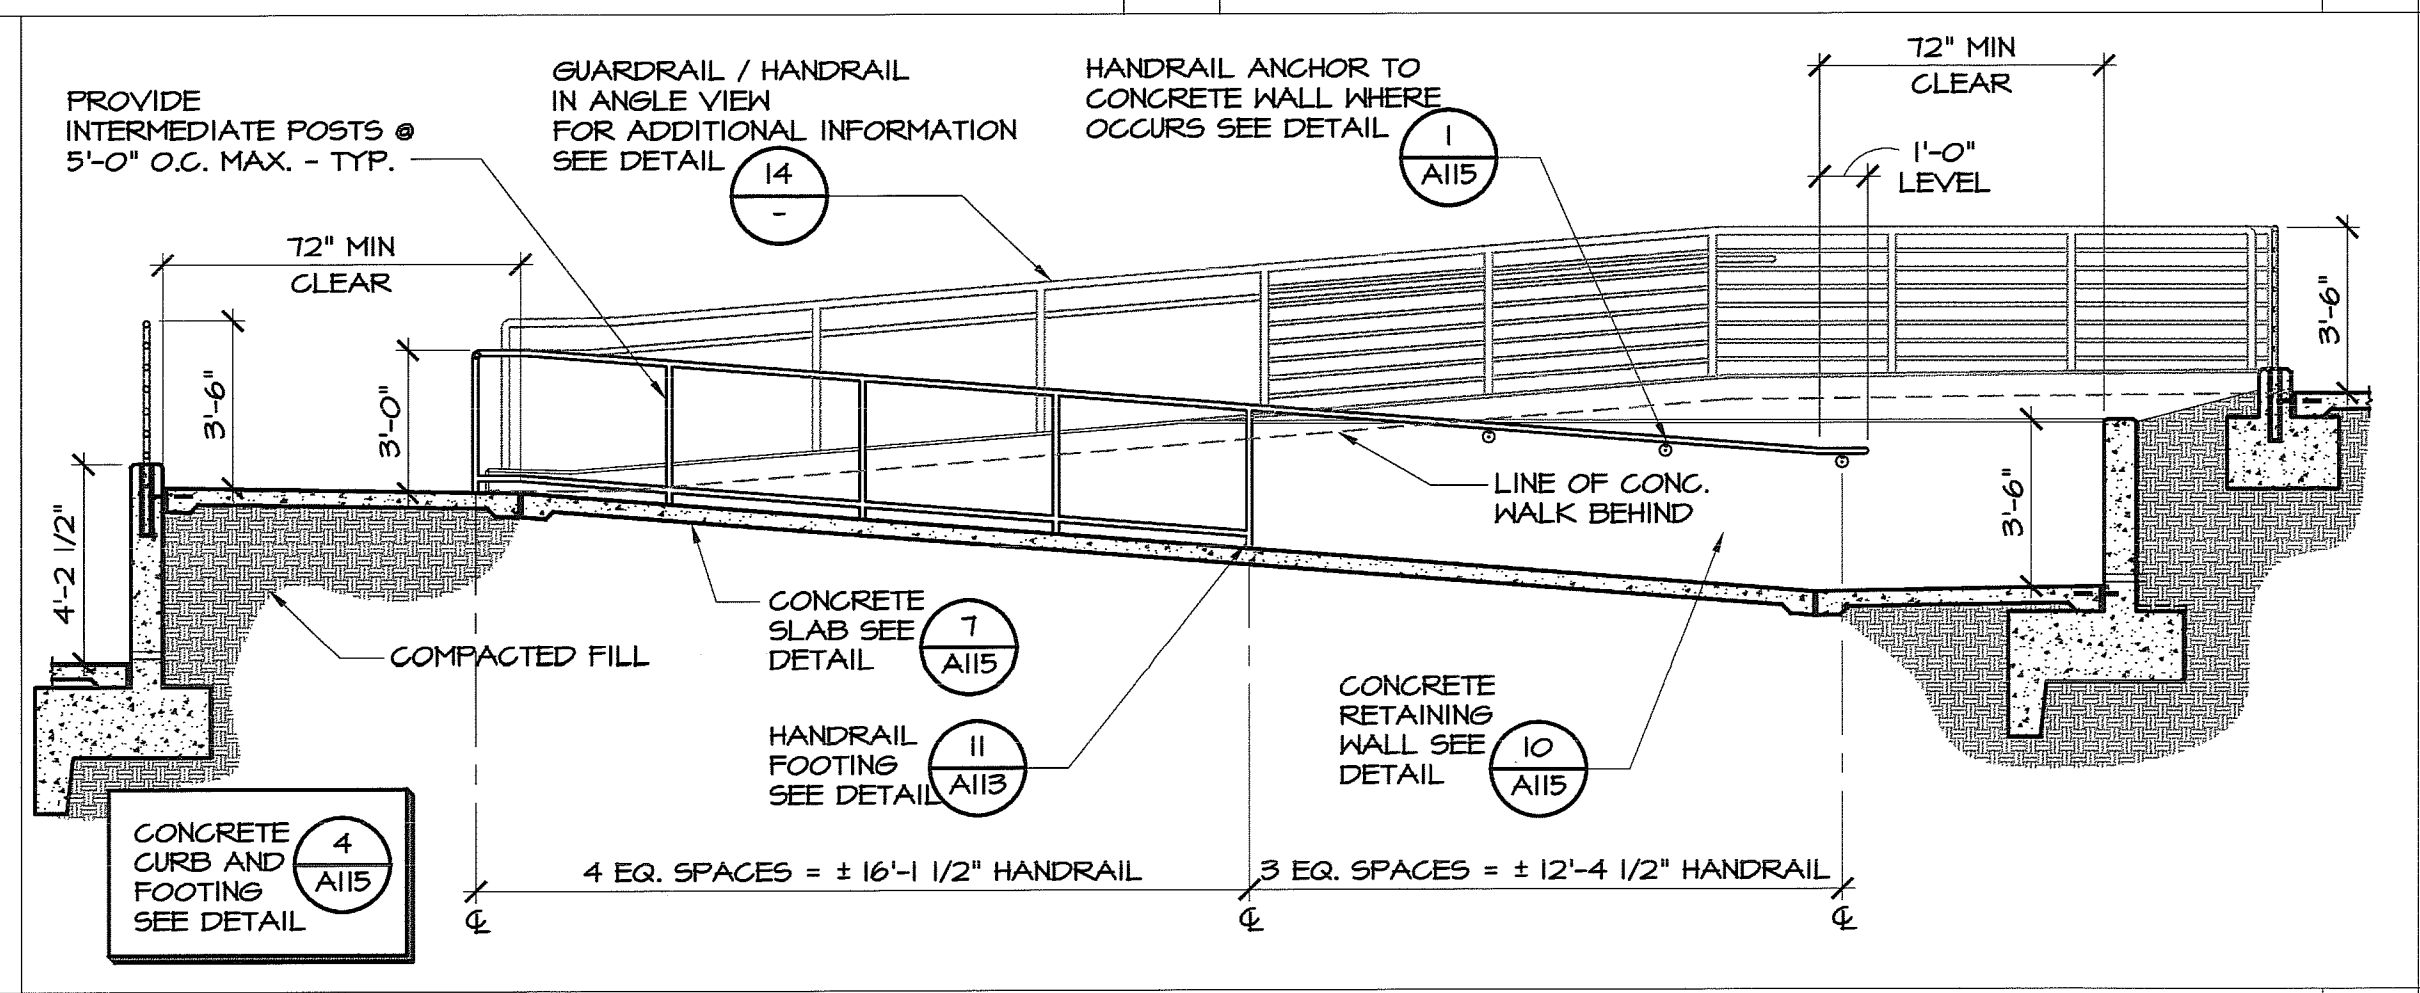 PROVIDE
INTERMEDIATE POSTS @
5'-0" O.C. MAX. - TYP.
GUARDRAIL / HANDRAIL
IN ANGLE VIEW
FOR ADDITIONAL INFORMATION
SEE DETAIL
14
-
HANDRAIL ANCHOR TO
CONCRETE WALL WHERE
OCCURS SEE DETAIL
1
A115
72" MIN
CLEAR
1'-0"
LEVEL
72" MIN
CLEAR
3'-6"
3'-0"
4'-2 1/2"
3'-6"
3'-6"
LINE OF CONC.
WALK BEHIND
COMPACTED FILL
CONCRETE
SLAB SEE
DETAIL
7
A115
HANDRAIL
FOOTING
SEE DETAIL
11
A113
CONCRETE
RETAINING
WALL SEE
DETAIL
10
A115
CONCRETE
CURB AND
FOOTING
SEE DETAIL
4
A115
4 EQ. SPACES = ± 16'-1 1/2" HANDRAIL
3 EQ. SPACES = ± 12'-4 1/2" HANDRAIL
℄
℄
℄